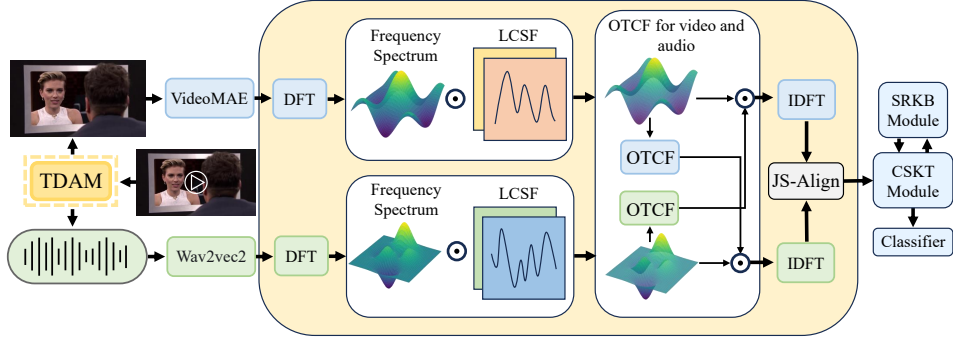 Frequency
Spectrum
LCSF
OTCF for video and
audio
VideoMAE
DFT
OTCF
IDFT
SRKB
Module
TDAM
JS-Align
CSKT
Module
Frequency
Spectrum
LCSF
OTCF
Wav2vec2
DFT
IDFT
Classifier